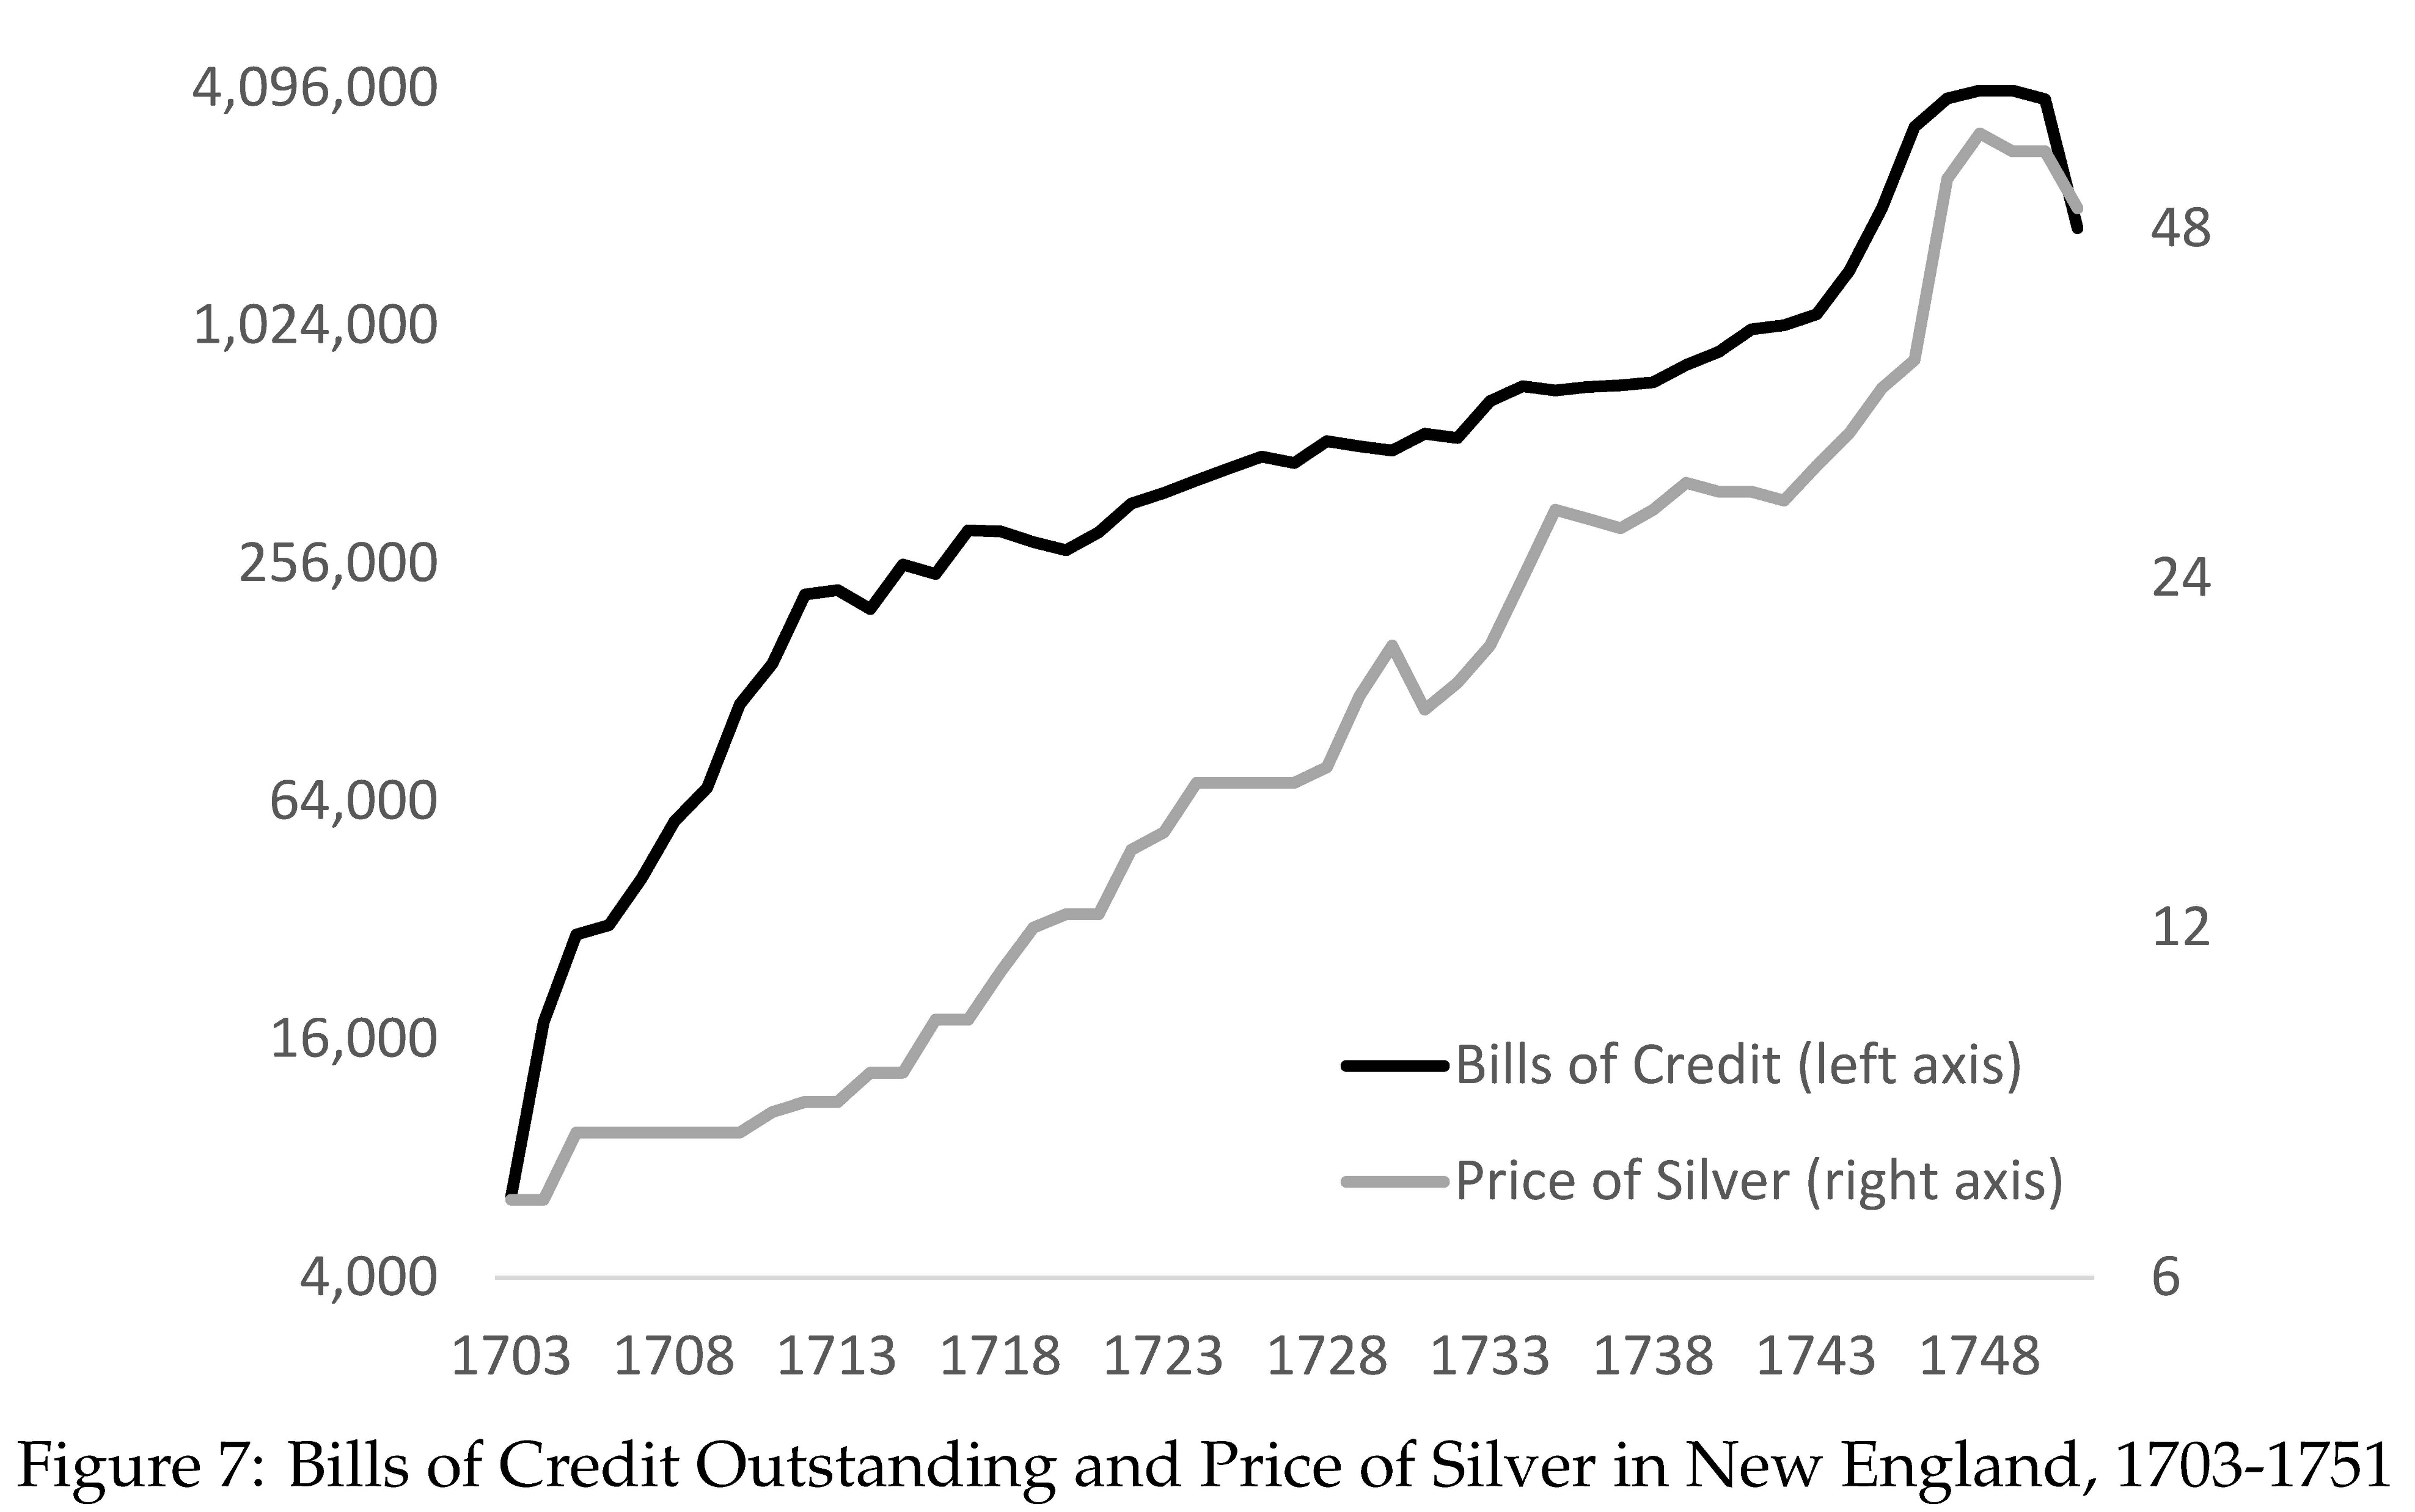 4,096,000
1,024,000
256,000
64,000
16,000
4,000
48
24
12
6
Bills of Credit (left axis)
Price of Silver (right axis)
1703 1708 1713 1718 1723 1728 1733 1738 1743 1748
Figure 7: Bills of Credit Outstanding and Price of Silver in New England, 1703-1751